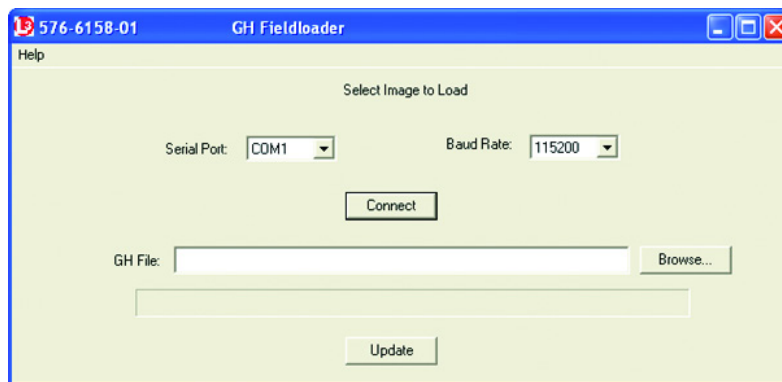 L3 576-6158-01 GH Fieldloader
Help
Select Image to Load
Serial Port: COM1 Baud Rate: 115200
Connect
GH File: Browse...
Update